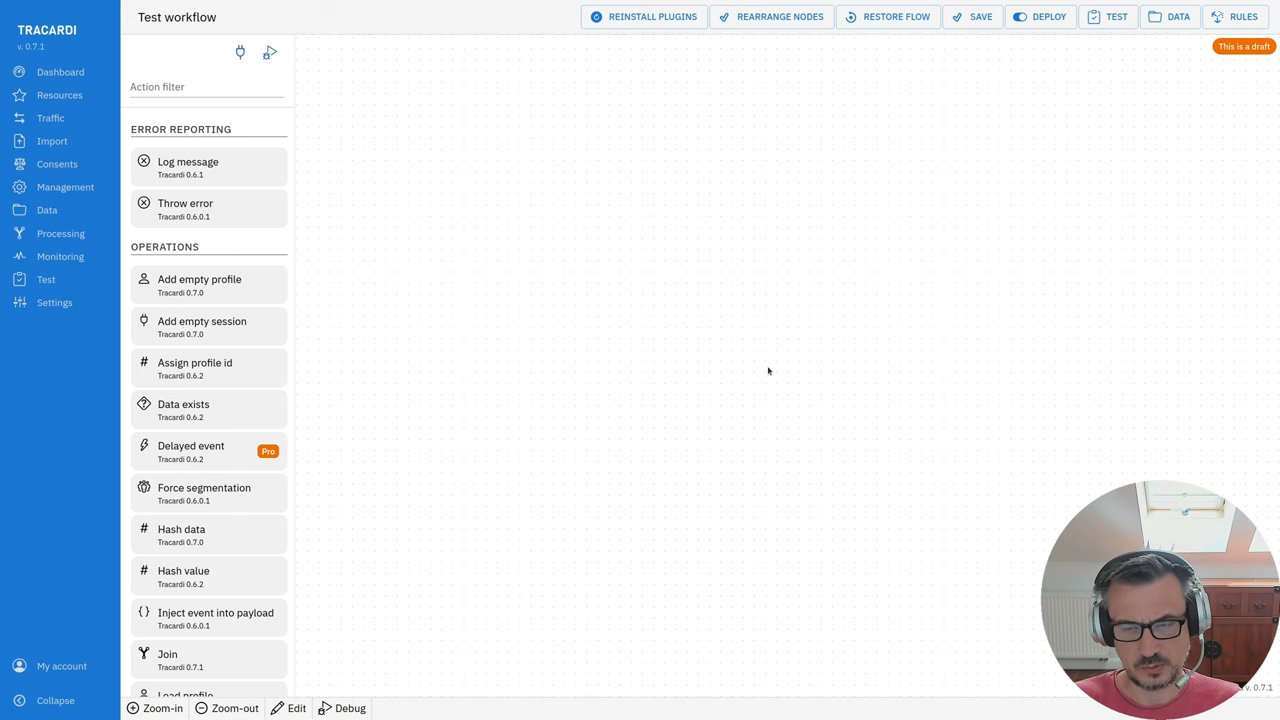 TRACARDI
v. 0.7.1
Dashboard
Resources
Traffic
Import
Consents
Management
Data
Processing
Monitoring
Test
Settings
My account
Collapse
Test workflow
REINSTALL PLUGINS
REARRANGE NODES
RESTORE FLOW
SAVE
DEPLOY
TEST
DATA
RULES
This is a draft
Action filter
ERROR REPORTING
Log message
Tracardi 0.6.1
Throw error
Tracardi 0.6.0.1
OPERATIONS
Add empty profile
Tracardi 0.7.0
Add empty session
Tracardi 0.7.0
# Assign profile id
Tracardi 0.6.2
Data exists
Tracardi 0.6.2
Delayed event
Tracardi 0.6.2
Pro
Force segmentation
Tracardi 0.6.0.1
# Hash data
Tracardi 0.7.0
# Hash value
Tracardi 0.6.2
{ } Inject event into payload
Tracardi 0.6.0.1
Join
Tracardi 0.7.1
Load profile
Zoom-in
Zoom-out
Edit
Debug
v. 0.7.1